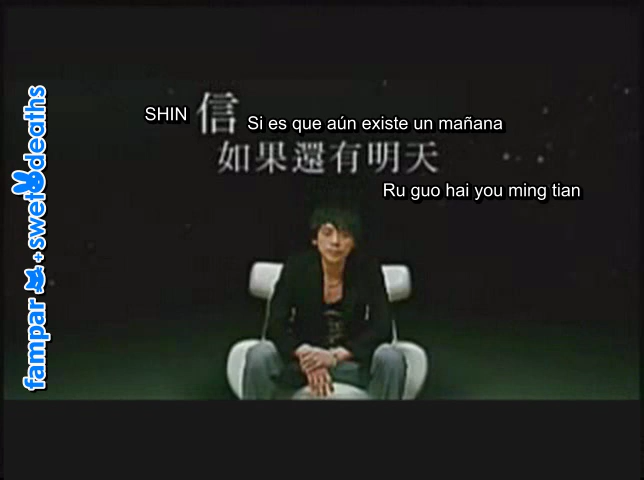 SHIN 信 Si es que aún existe un mañana
如果還有明天
Ru guo hai you ming tian
fampar + swetdeaths